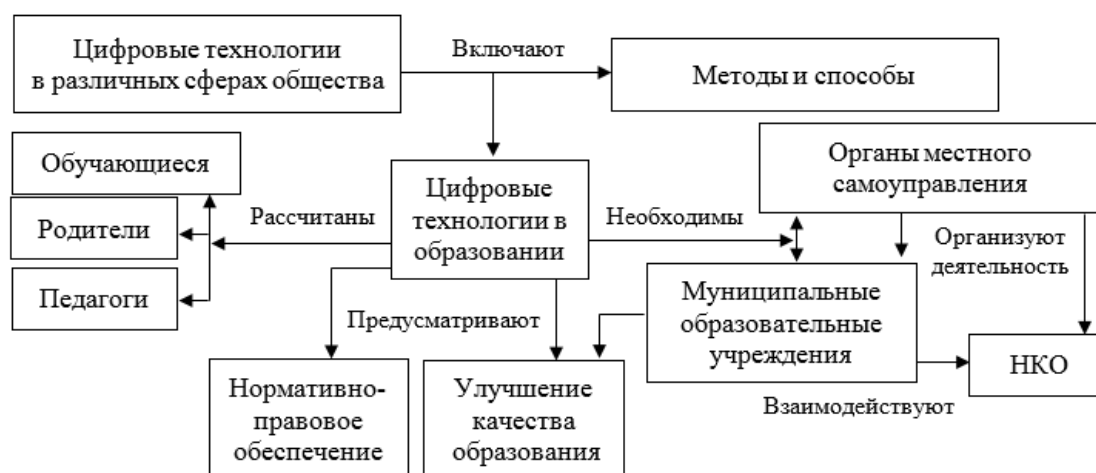 Цифровые технологии
в различных сферах общества
Включают
Методы и способы
Обучающиеся
Родители
Педагоги
Рассчитаны
Цифровые
технологии в
образовании
Необходимы
Органы местного
самоуправления
Организуют
деятельность
Муниципальные
образовательные
учреждения
НКО
Предусматривают
Нормативно-
правовое
обеспечение
Улучшение
качества
образования
Взаимодействуют